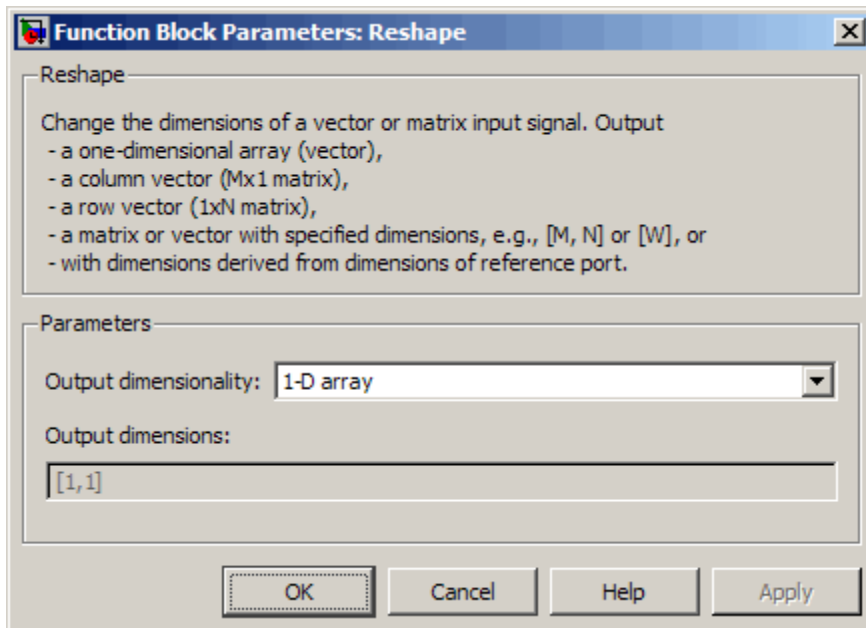 Function Block Parameters: Reshape
Reshape
Change the dimensions of a vector or matrix input signal. Output
- a one-dimensional array (vector),
- a column vector (Mx1 matrix),
- a row vector (1xN matrix),
- a matrix or vector with specified dimensions, e.g., [M, N] or [W], or
- with dimensions derived from dimensions of reference port.
Parameters
Output dimensionality: 1-D array
Output dimensions:
[1,1]
OK Cancel Help Apply